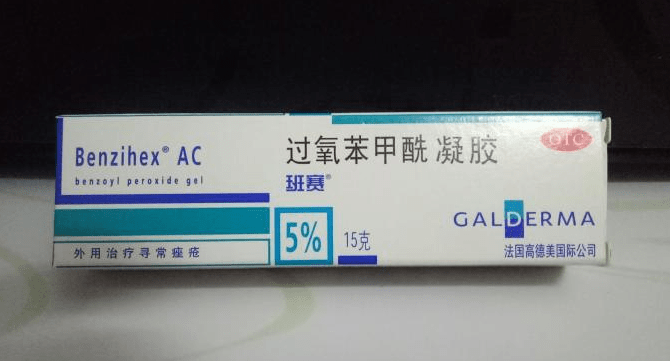 Benzihex® AC
benzoyl peroxide gel
外用治疗寻常痤疮
过氧苯甲酰凝胶
班赛®
5%
15克
OTC
GALDERMA
法国高德美国际公司